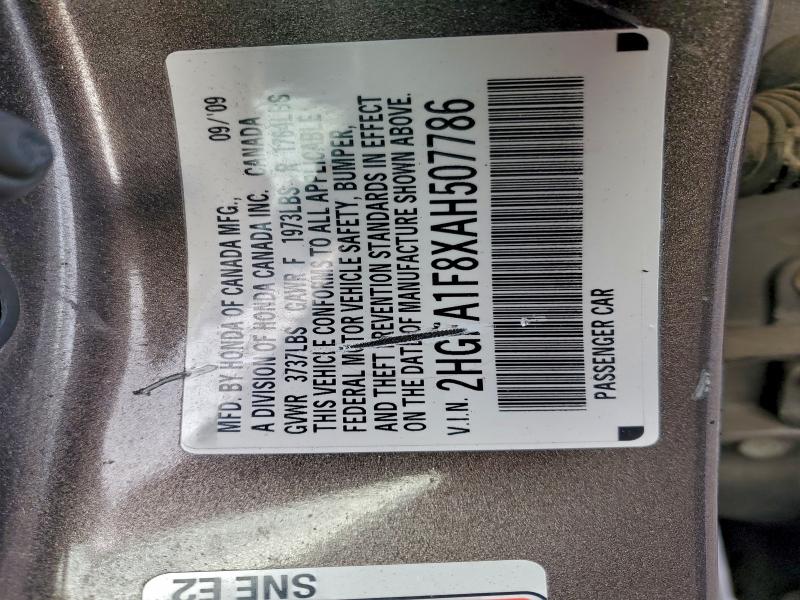 MFD. BY HONDA OF CANADA MFG., 09/'09
A DIVISION OF HONDA CANADA INC. CANADA
GVWR 3737LBS GAWR F 1973LBS R 1764LBS
THIS VEHICLE CONFORMS TO ALL APPLICABLE
FEDERAL MOTOR VEHICLE SAFETY, BUMPER,
AND THEFT PREVENTION STANDARDS IN EFFECT
ON THE DATE OF MANUFACTURE SHOWN ABOVE.
V.I.N. 2HGFA1F8XAH507786
PASSENGER CAR
SNE E2